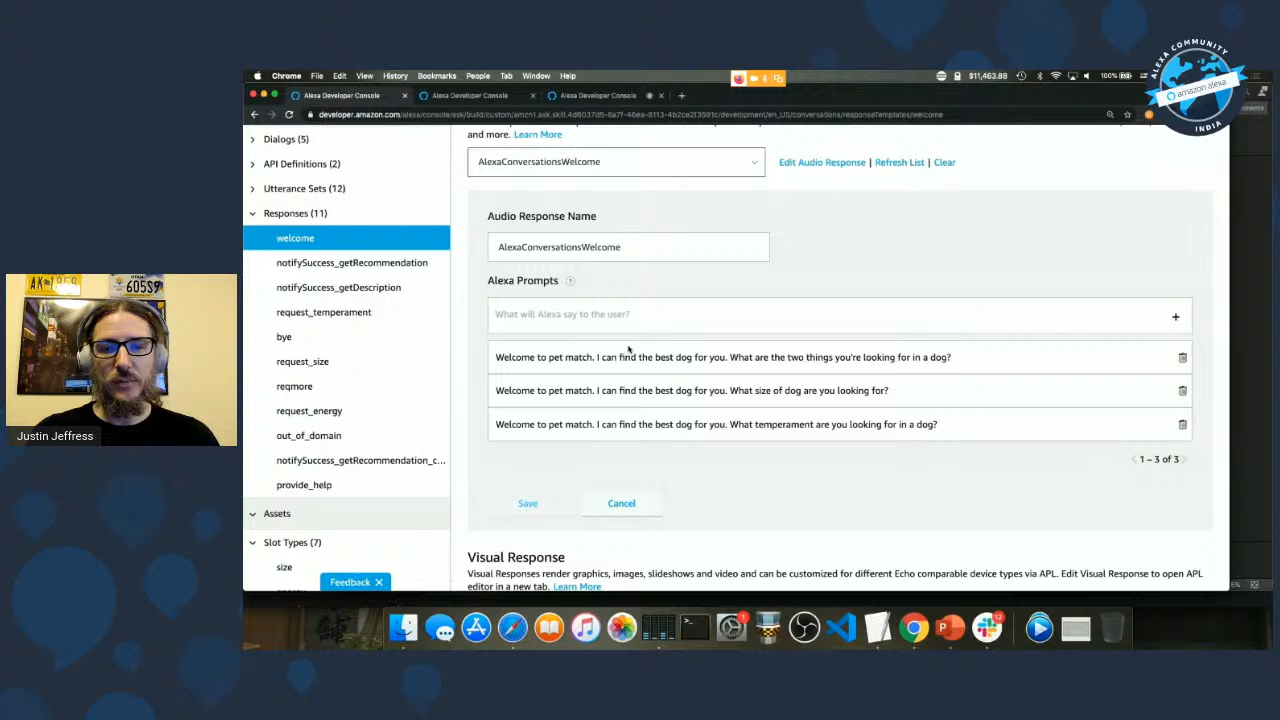 ALEXA COMMUNITY
amazon alexa
INDIA
Chrome File Edit View History Bookmarks People Tab Window Help
$11,463.88
100%
Alexa Developer Console
Alexa Developer Console
Alexa Developer Console
Dialogs (5)
API Definitions (2)
Utterance Sets (12)
Responses (11)
welcome
notifySuccess_getRecommendation
notifySuccess_getDescription
request_temperament
bye
request_size
reqmore
request_energy
out_of_domain
notifySuccess_getRecommendation_c...
provide_help
Assets
Slot Types (7)
size
Feedback
and more. Learn More
AlexaConversationsWelcome
Edit Audio Response | Refresh List | Clear
Audio Response Name
AlexaConversationsWelcome
Alexa Prompts
What will Alexa say to the user?
Welcome to pet match. I can find the best dog for you. What are the two things you're looking for in a dog?
Welcome to pet match. I can find the best dog for you. What size of dog are you looking for?
Welcome to pet match. I can find the best dog for you. What temperament are you looking for in a dog?
1 – 3 of 3
Save
Cancel
Visual Response
Visual Responses render graphics, images, slideshows and video and can be customized for different Echo comparable device types via APL. Edit Visual Response to open APL
editor in a new tab. Learn More
UTAH
605S9
Justin Jeffress